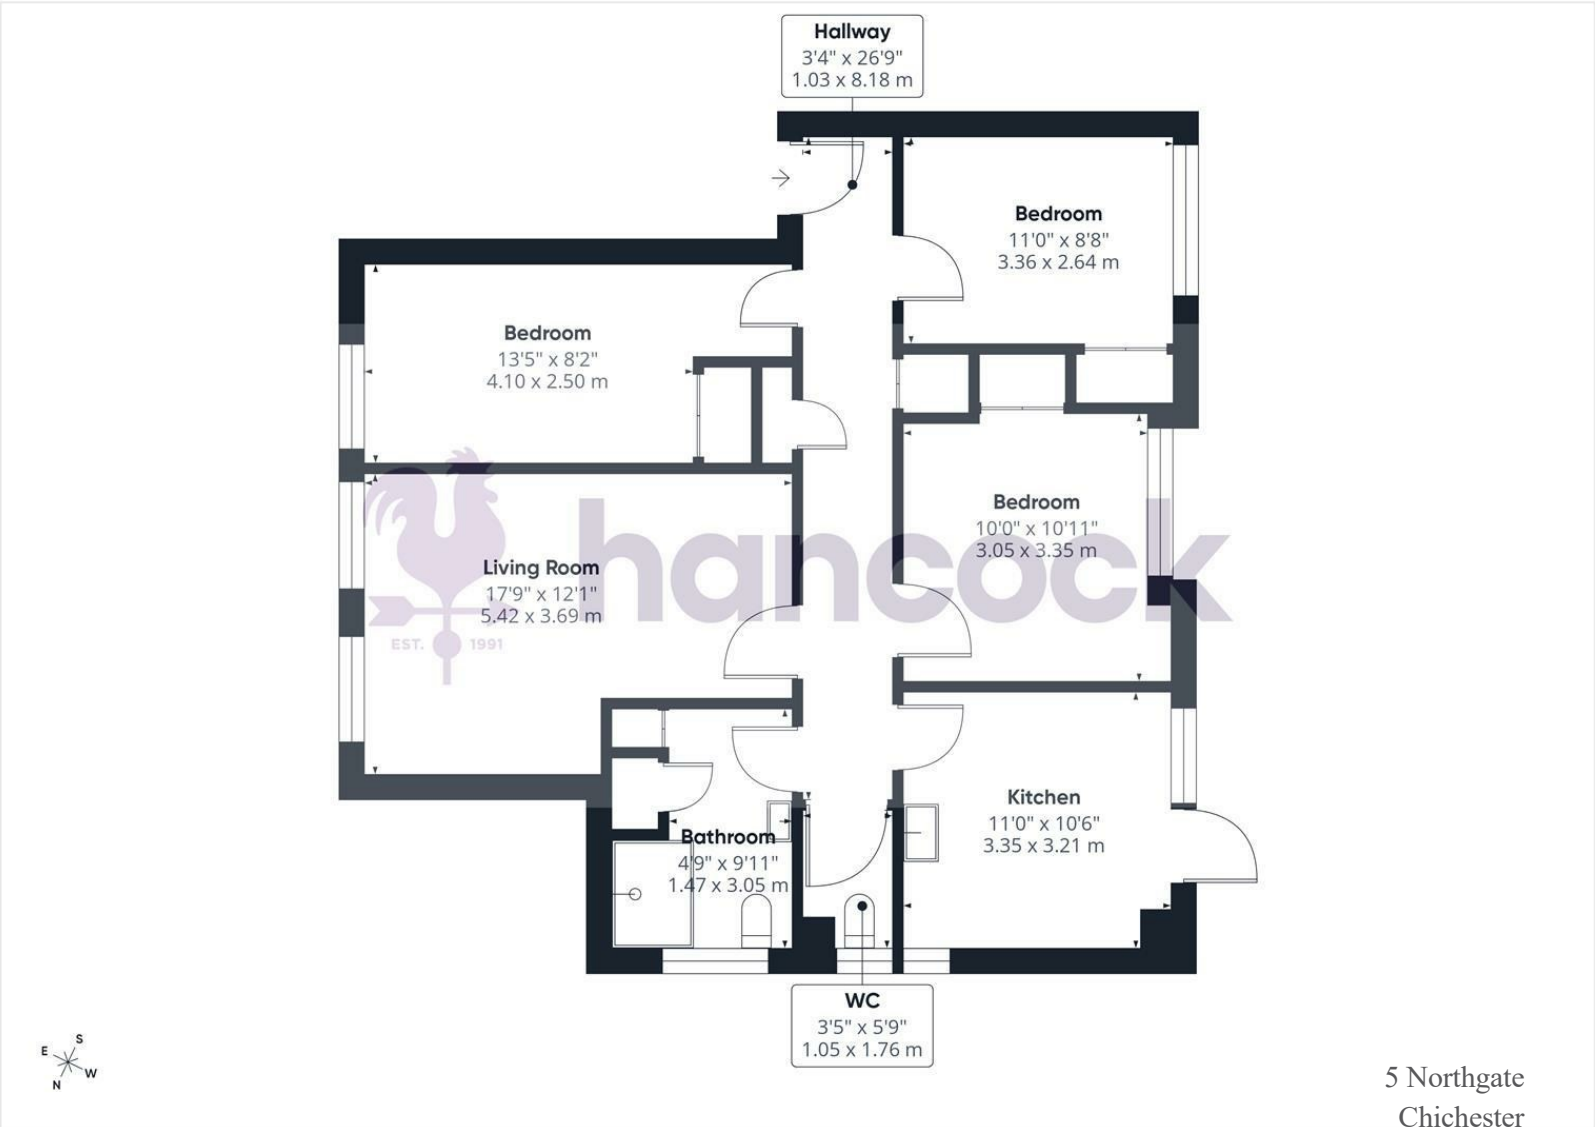 Hallway
3'4" x 26'9"
1.03 x 8.18 m
Bedroom
11'0" x 8'8"
3.36 x 2.64 m
Bedroom
13'5" x 8'2"
4.10 x 2.50 m
Bedroom
10'0" x 10'11"
3.05 x 3.35 m
hancock
EST. 1991
Living Room
17'9" x 12'1"
5.42 x 3.69 m
Kitchen
11'0" x 10'6"
3.35 x 3.21 m
Bathroom
4'9" x 9'11"
1.47 x 3.05 m
WC
3'5" x 5'9"
1.05 x 1.76 m
S
E
W
N
5 Northgate
Chichester